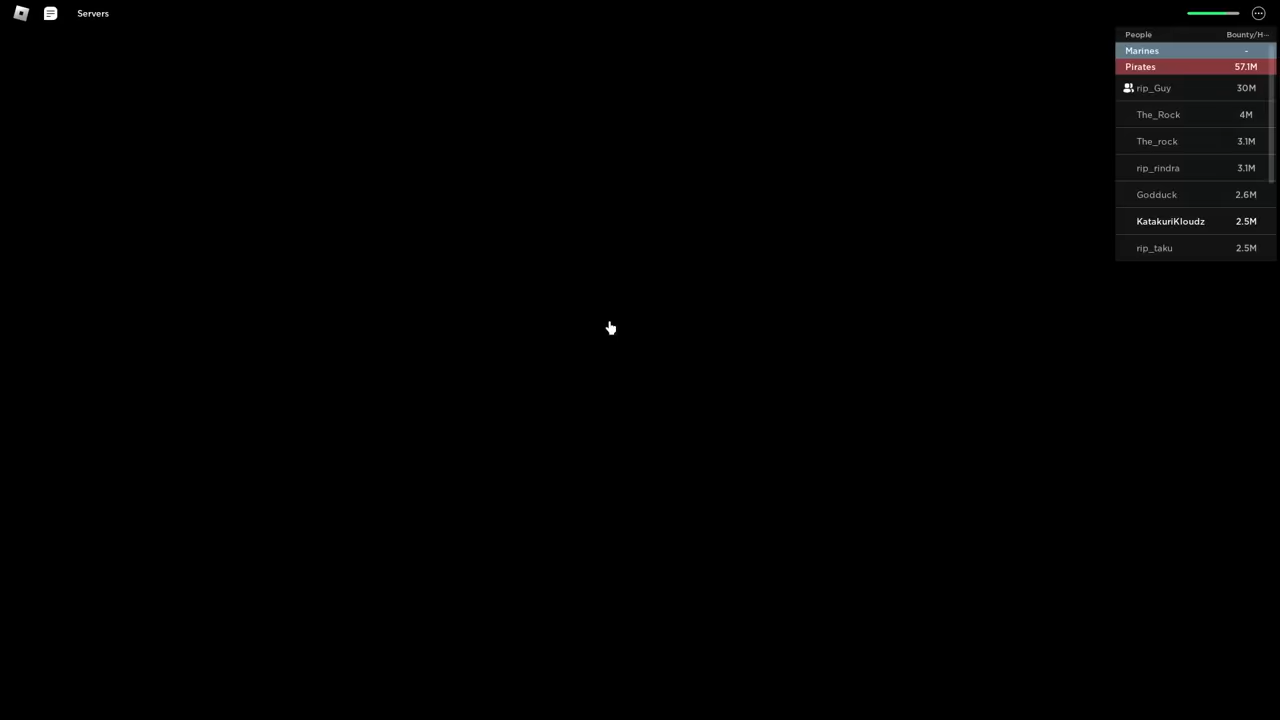 Servers
People Bounty/H...
Marines -
Pirates 57.1M
rip_Guy 30M
The_Rock 4M
The_rock 3.1M
rip_rindra 3.1M
Godduck 2.6M
KatakuriKloudz 2.5M
rip_taku 2.5M